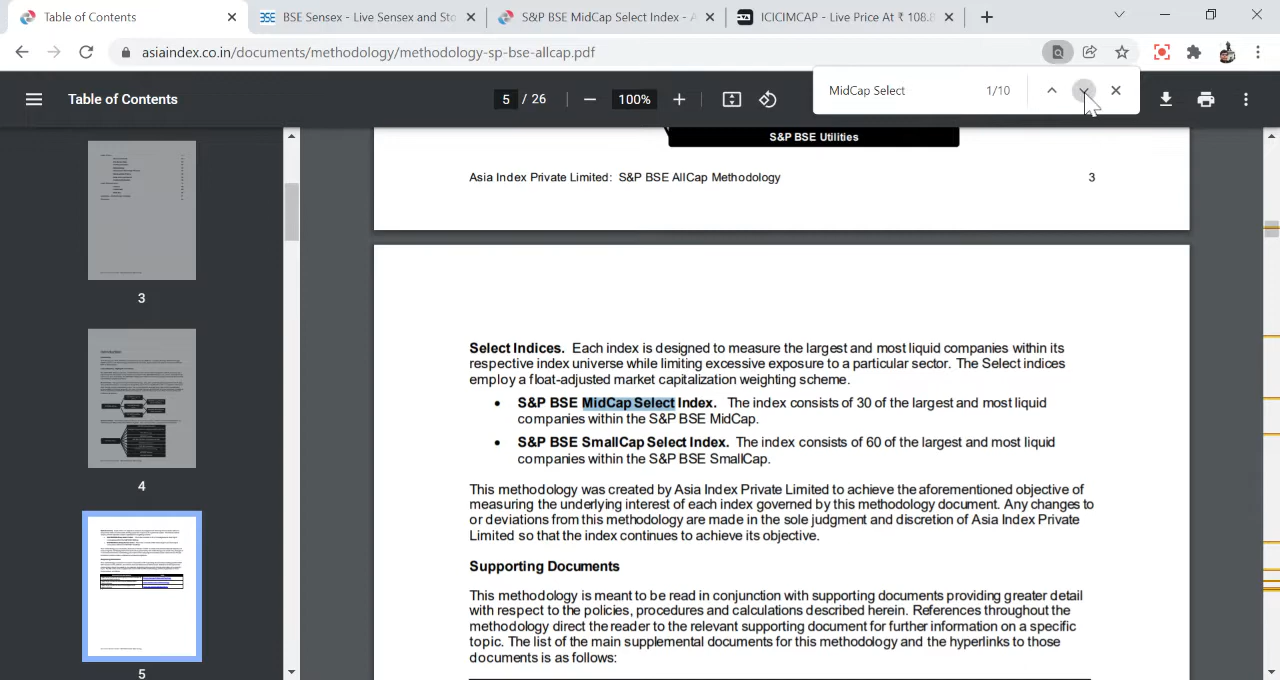 Table of Contents
BSE Sensex - Live Sensex and Sto
S&P BSE MidCap Select Index - A
ICICIMCAP - Live Price At ₹ 108.8
asiaindex.co.in/documents/methodology/methodology-sp-bse-allcap.pdf
Table of Contents
5 / 26
100%
MidCap Select
1/10
S&P BSE Utilities
Asia Index Private Limited: S&P BSE AllCap Methodology
3
Select Indices. Each index is designed to measure the largest and most liquid companies within its
respective index universe while limiting excessive exposure to a particular sector. The Select indices
employ a float-adjusted market capitalization weighting scheme.
• S&P BSE MidCap Select Index. The index consists of 30 of the largest and most liquid
companies within the S&P BSE MidCap.
• S&P BSE SmallCap Select Index. The index consists of 60 of the largest and most liquid
companies within the S&P BSE SmallCap.
This methodology was created by Asia Index Private Limited to achieve the aforementioned objective of
measuring the underlying interest of each index governed by this methodology document. Any changes to
or deviations from this methodology are made in the sole judgment and discretion of Asia Index Private
Limited so that the index continues to achieve its objective.
Supporting Documents
This methodology is meant to be read in conjunction with supporting documents providing greater detail
with respect to the policies, procedures and calculations described herein. References throughout the
methodology direct the reader to the relevant supporting document for further information on a specific
topic. The list of the main supplemental documents for this methodology and the hyperlinks to those
documents is as follows:
3
Introduction
4
5